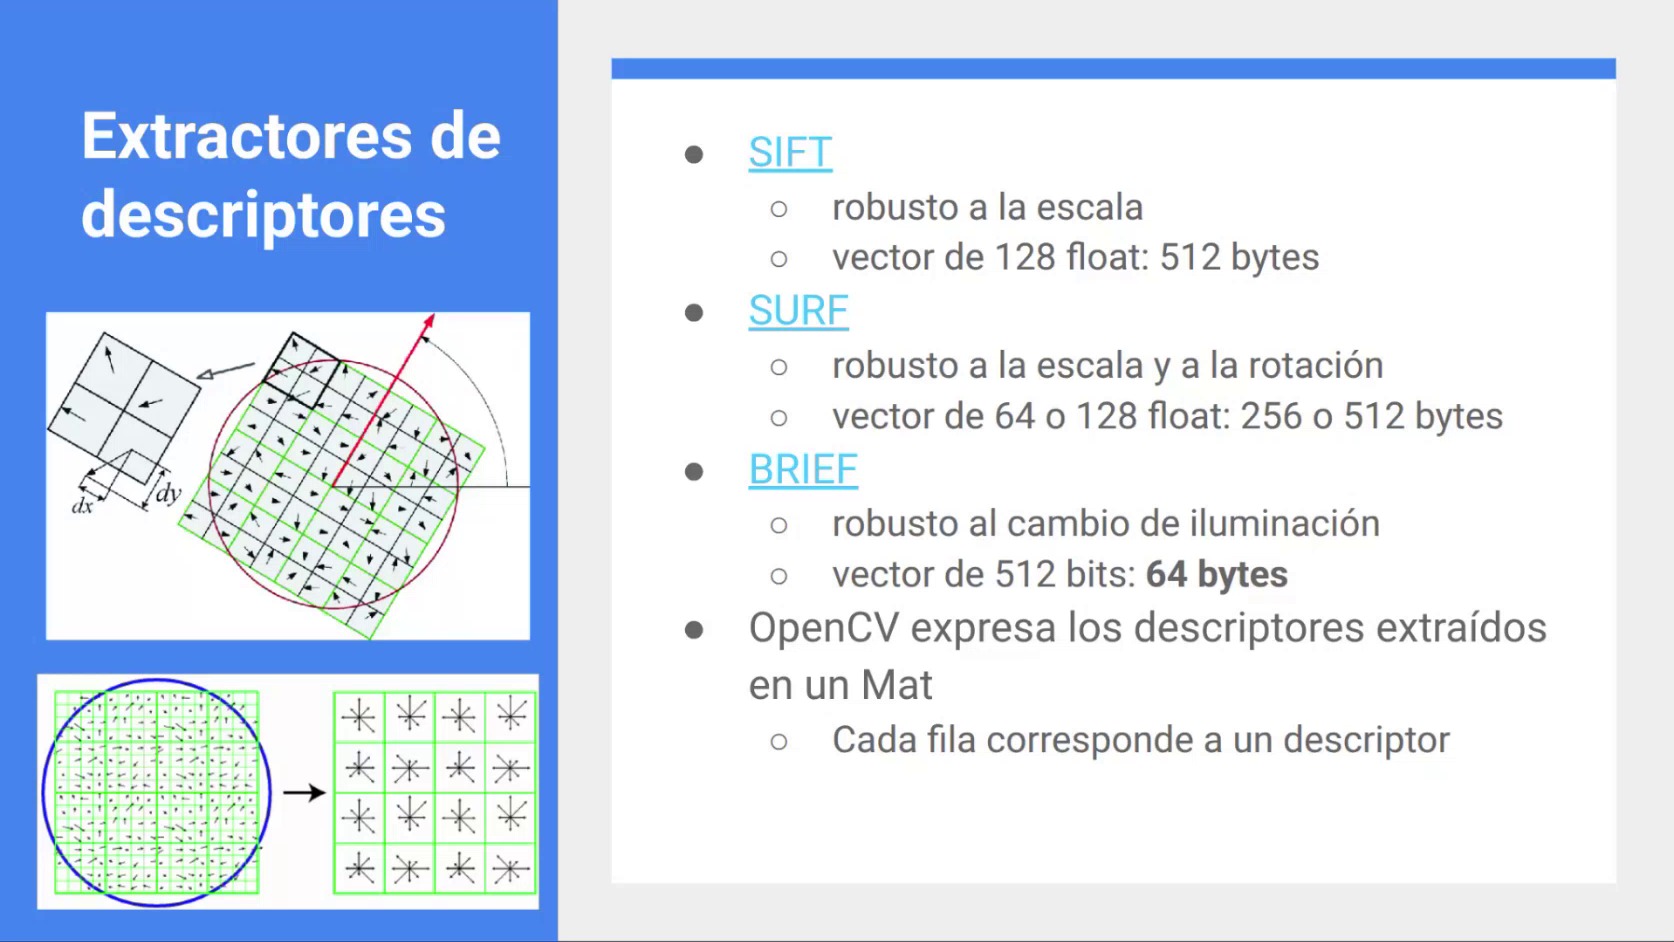 Extractores de
descriptores
dx
dy
● SIFT
○ robusto a la escala
○ vector de 128 float: 512 bytes
● SURF
○ robusto a la escala y a la rotación
○ vector de 64 o 128 float: 256 o 512 bytes
● BRIEF
○ robusto al cambio de iluminación
○ vector de 512 bits: 64 bytes
● OpenCV expresa los descriptores extraídos
en un Mat
○ Cada fila corresponde a un descriptor